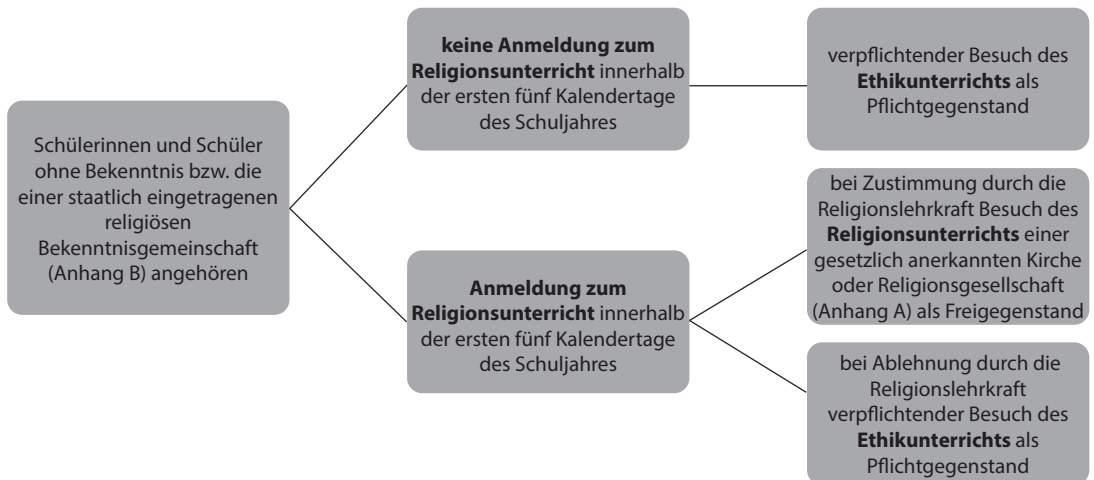 Schülerinnen und Schüler
ohne Bekenntnis bzw. die
einer staatlich eingetragenen
religiösen
Bekenntnisgemeinschaft
(Anhang B) angehören
keine Anmeldung zum
Religionsunterricht innerhalb
der ersten fünf Kalendertage
des Schuljahres
verpflichtender Besuch des
Ethikunterrichts als
Pflichtgegenstand
Anmeldung zum
Religionsunterricht innerhalb
der ersten fünf Kalendertage
des Schuljahres
bei Zustimmung durch die
Religionslehrkraft Besuch des
Religionsunterrichts einer
gesetzlich anerkannten Kirche
oder Religionsgesellschaft
(Anhang A) als Freigegenstand
bei Ablehnung durch die
Religionslehrkraft
verpflichtender Besuch des
Ethikunterrichts als
Pflichtgegenstand